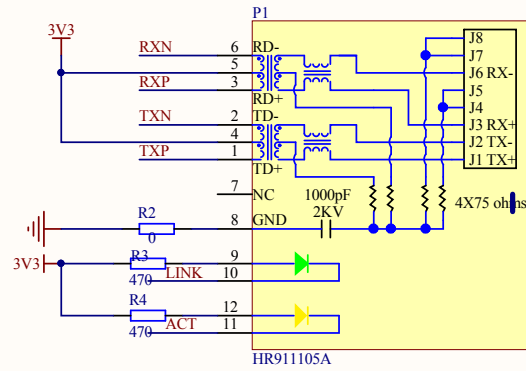 P1
3V3
RXN 6 RD- J8
5 J7
RXP 3 RD+ J6 RX-
J5
TXN 2 TD- J4
4 J3 RX+
TXP 1 TD+ J2 TX-
J1 TX+
7 NC
1000pF
2KV
4X75 ohms
R2
0
8 GND
3V3
R3
470
LINK
9
10
R4
470
ACT
12
11
HR911105A